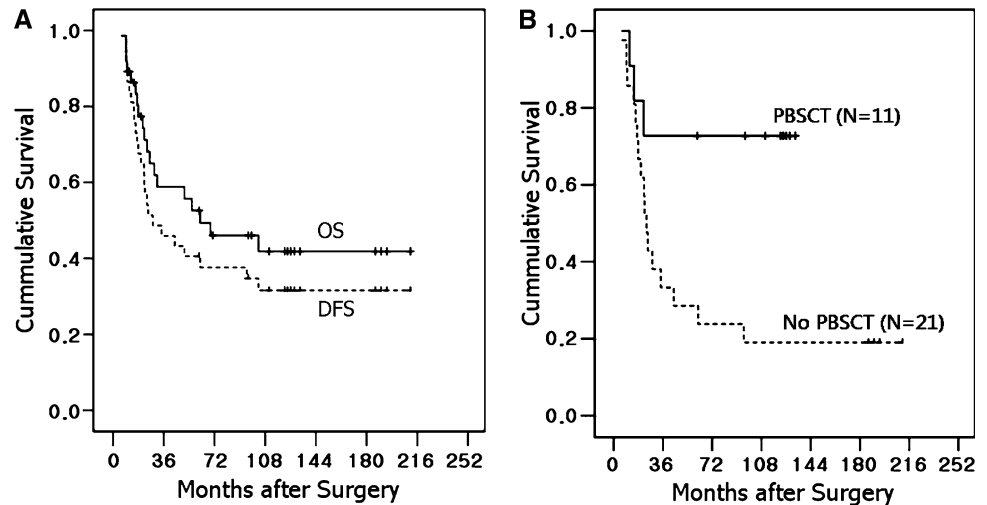 A
1.0
0.8
0.6
0.4
0.2
0.0
Cummulative Survival
OS
DFS
0 36 72 108 144 180 216 252
Months after Surgery
B
1.0
0.8
0.6
0.4
0.2
0.0
Cummulative Survival
PBSCT (N=11)
No PBSCT (N=21)
0 36 72 108 144 180 216 252
Months after Surgery